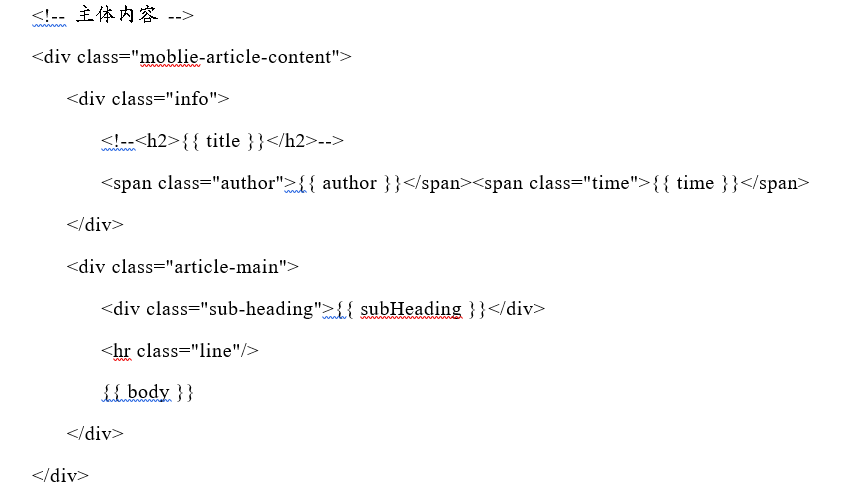 <!-- 主体内容 -->
<div class="moblie-article-content">
<div class="info">
<!--<h2>{{ title }}</h2>-->
<span class="author">{{ author }}</span><span class="time">{{ time }}</span>
</div>
<div class="article-main">
<div class="sub-heading">{{ subHeading }}</div>
<hr class="line"/>
{{ body }}
</div>
</div>